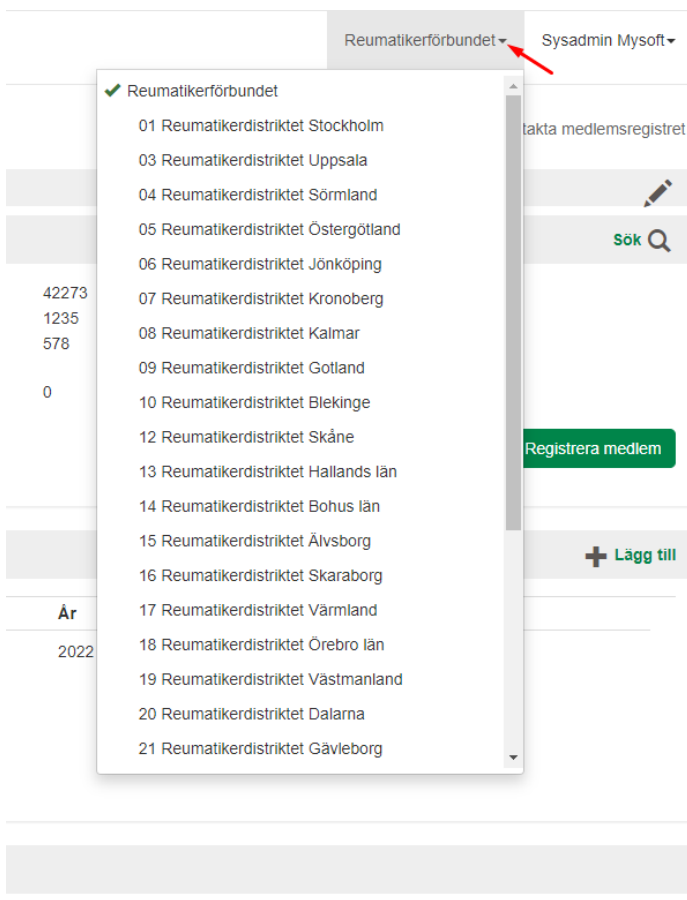 Reumatikerförbundet
Sysadmin Mysoft
Reumatikerförbundet
01 Reumatikerdistriktet Stockholm
takta medlemsregistret
03 Reumatikerdistriktet Uppsala
04 Reumatikerdistriktet Sörmland
05 Reumatikerdistriktet Östergötland
Sök
06 Reumatikerdistriktet Jönköping
42273
07 Reumatikerdistriktet Kronoberg
1235
08 Reumatikerdistriktet Kalmar
578
09 Reumatikerdistriktet Gotland
0
10 Reumatikerdistriktet Blekinge
12 Reumatikerdistriktet Skåne
Registrera medlem
13 Reumatikerdistriktet Hallands län
14 Reumatikerdistriktet Bohus län
15 Reumatikerdistriktet Älvsborg
Lägg till
16 Reumatikerdistriktet Skaraborg
År
17 Reumatikerdistriktet Värmland
18 Reumatikerdistriktet Örebro län
2022
19 Reumatikerdistriktet Västmanland
20 Reumatikerdistriktet Dalarna
21 Reumatikerdistriktet Gävleborg